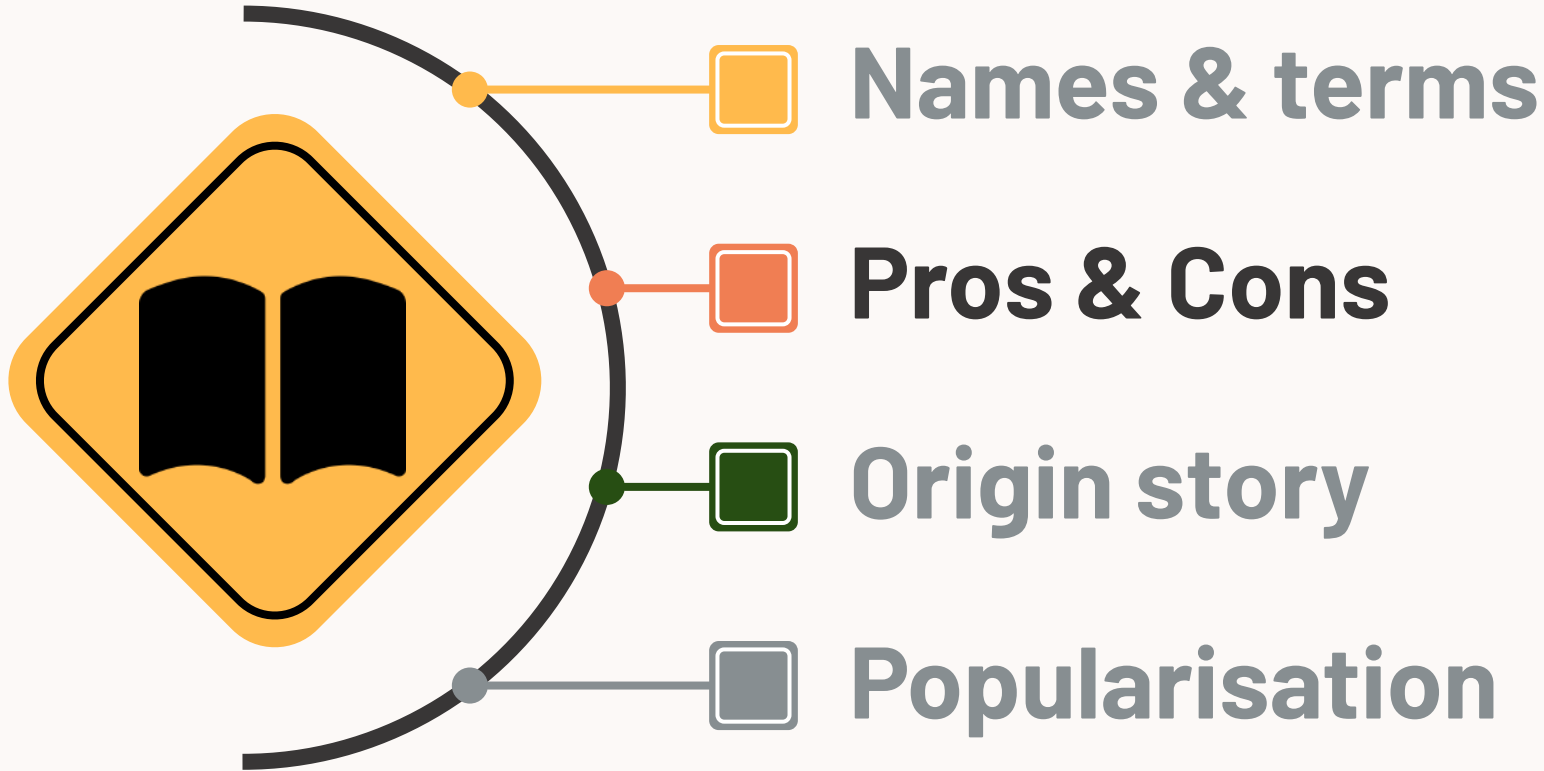 Names & terms
Pros & Cons
Origin story
Popularisation